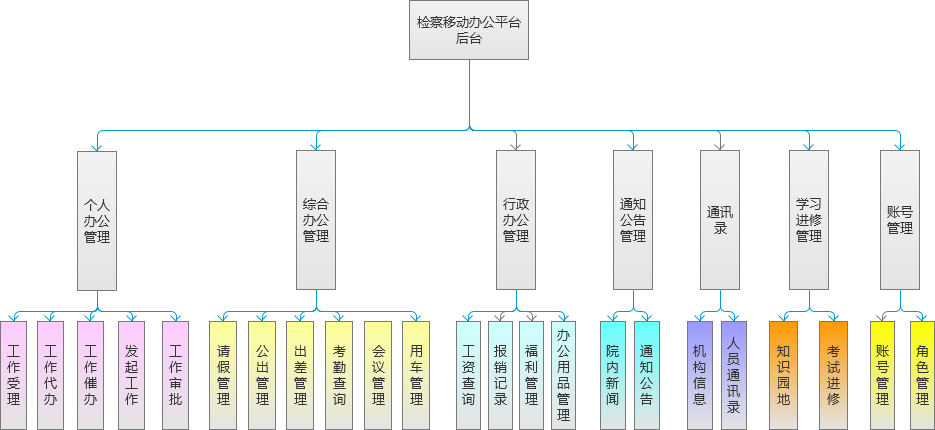 检察移动办公平台
后台
个人
办公
管理
综合
办公
管理
行政
办公
管理
通知
公告
管理
通讯
录
学习
进修
管理
账号
管理
工作受理
工作代办
工作催办
发起工作
工作审批
请假管理
公出管理
出差管理
考勤查询
会议管理
用车管理
工资查询
报销记录
福利管理
办公用品管理
院内新闻
通知公告
机构信息
人员通讯录
知识园地
考试进修
账号管理
角色管理